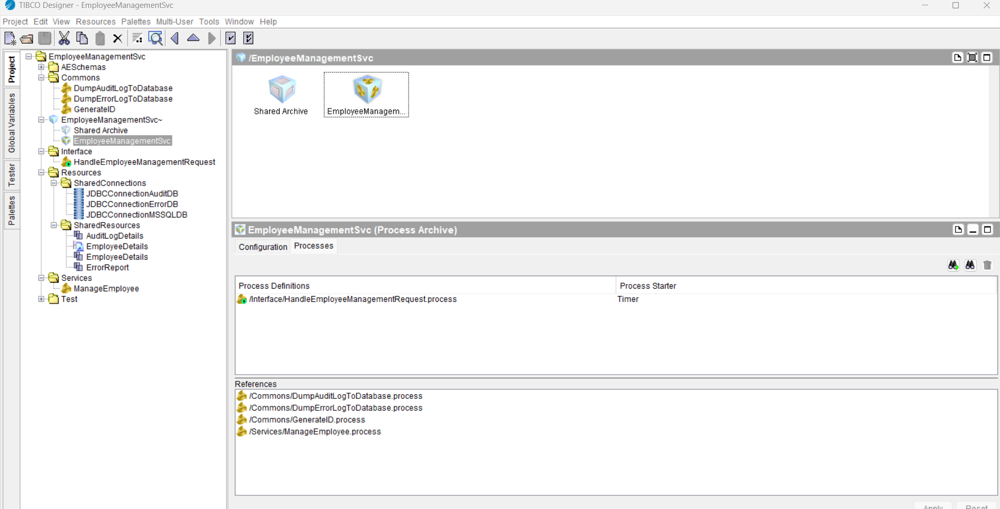 TIBCO Designer - EmployeeManagementSvc
Project Edit View Resources Palettes Multi-User Tools Window Help
Project
Global Variables
Tester
Palettes
EmployeeManagementSvc
AESchemas
Commons
DumpAuditLogToDatabase
DumpErrorLogToDatabase
GenerateID
EmployeeManagementSvc~
Shared Archive
EmployeeManagementSvc
Interface
HandleEmployeeManagementRequest
Resources
SharedConnections
JDBCConnectionAuditDB
JDBCConnectionErrorDB
JDBCConnectionMSSQLDB
SharedResources
AuditLogDetails
EmployeeDetails
EmployeeDetails
ErrorReport
Services
ManageEmployee
Test
/EmployeeManagementSvc
Shared Archive
EmployeeManagem...
EmployeeManagementSvc (Process Archive)
Configuration Processes
Process Definitions Process Starter
/Interface/HandleEmployeeManagementRequest.process Timer
References
/Commons/DumpAuditLogToDatabase.process
/Commons/DumpErrorLogToDatabase.process
/Commons/GenerateID.process
/Services/ManageEmployee.process
Apply Reset